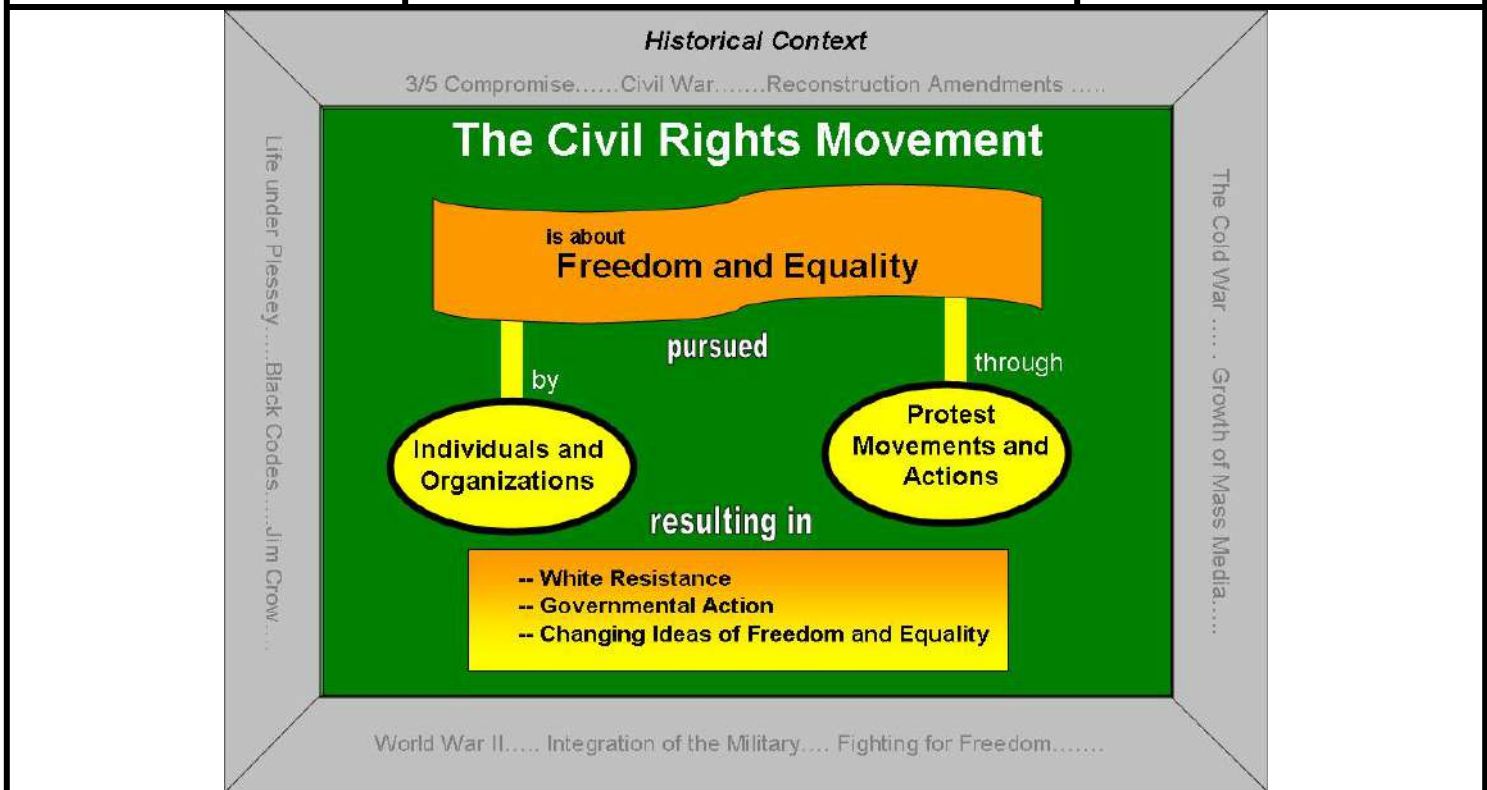 Historical Context
3/5 Compromise......Civil War.......Reconstruction Amendments .....
Life under Plessey.....Black Codes.....Jim Crow....
The Civil Rights Movement
is about
Freedom and Equality
pursued
by
through
Individuals and
Organizations
Protest
Movements and
Actions
resulting in
-- White Resistance
-- Governmental Action
-- Changing Ideas of Freedom and Equality
The Cold War ..... . Growth of Mass Media.....
World War II..... Integration of the Military.... Fighting for Freedom.......